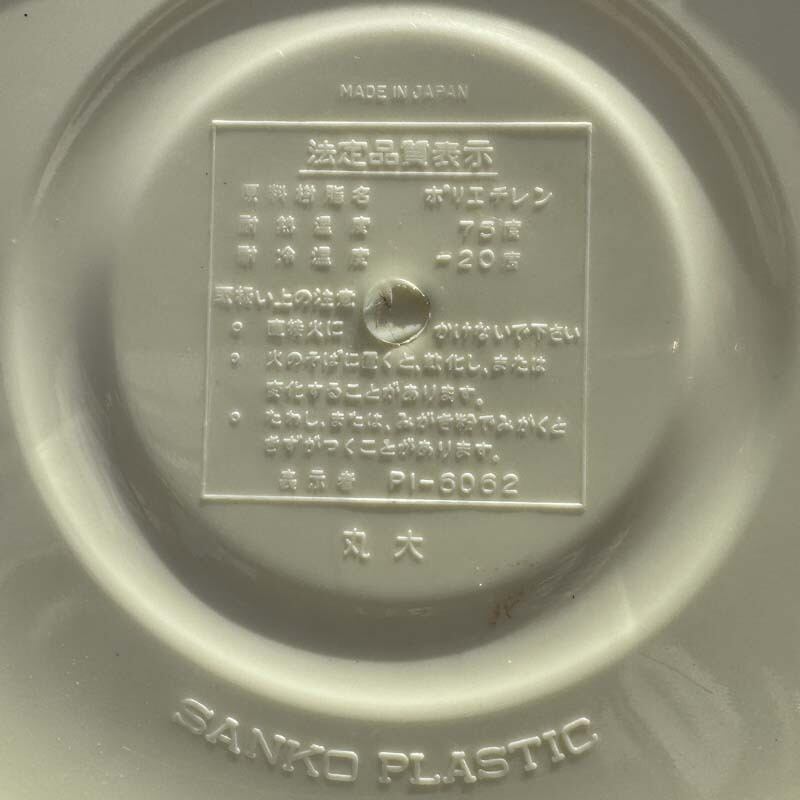 MADE IN JAPAN
法定品質表示
原料樹脂名 ポリエチレン
耐熱温度 75度
耐冷温度 -20度
取扱い上の注意
○ 直接火に かけないで下さい
○ 火のそばに置くと、軟化し、または
変化することがあります。
○ たわし、または、みがき粉でみがくと
きずがつくことがあります。
表示者 PI-6062
丸大
SANKO PLASTIC